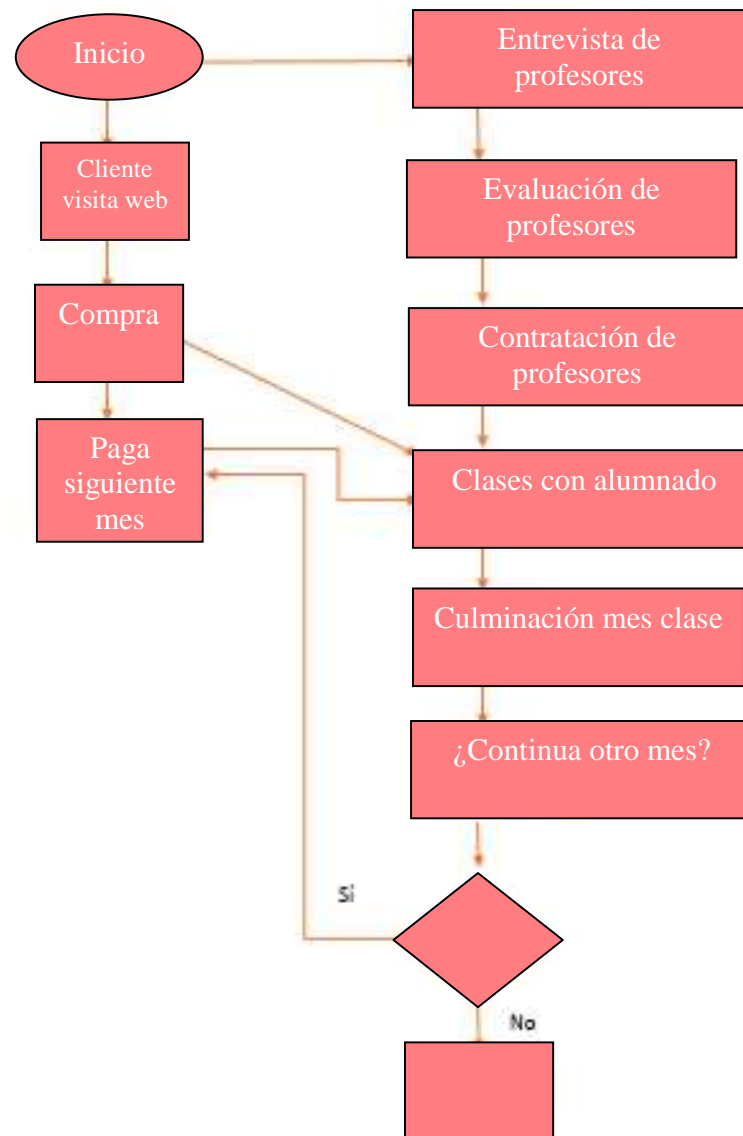 Inicio
Entrevista de
profesores
Cliente
visita web
Evaluación de
profesores
Compra
Contratación de
profesores
Paga
siguiente
mes
Clases con alumnado
Culminación mes clase
¿Continua otro mes?
Si
No